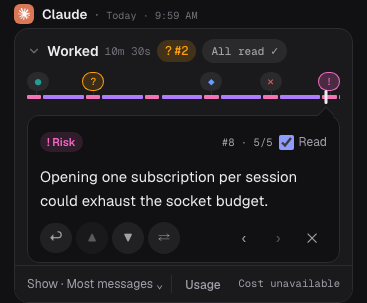 Claude · Today · 9:59 AM
Worked 10m 30s ? #2 All read ✓
?
!
! Risk #8 · 5/5 Read
Opening one subscription per session
could exhaust the socket budget.
Show · Most messages Usage Cost unavailable